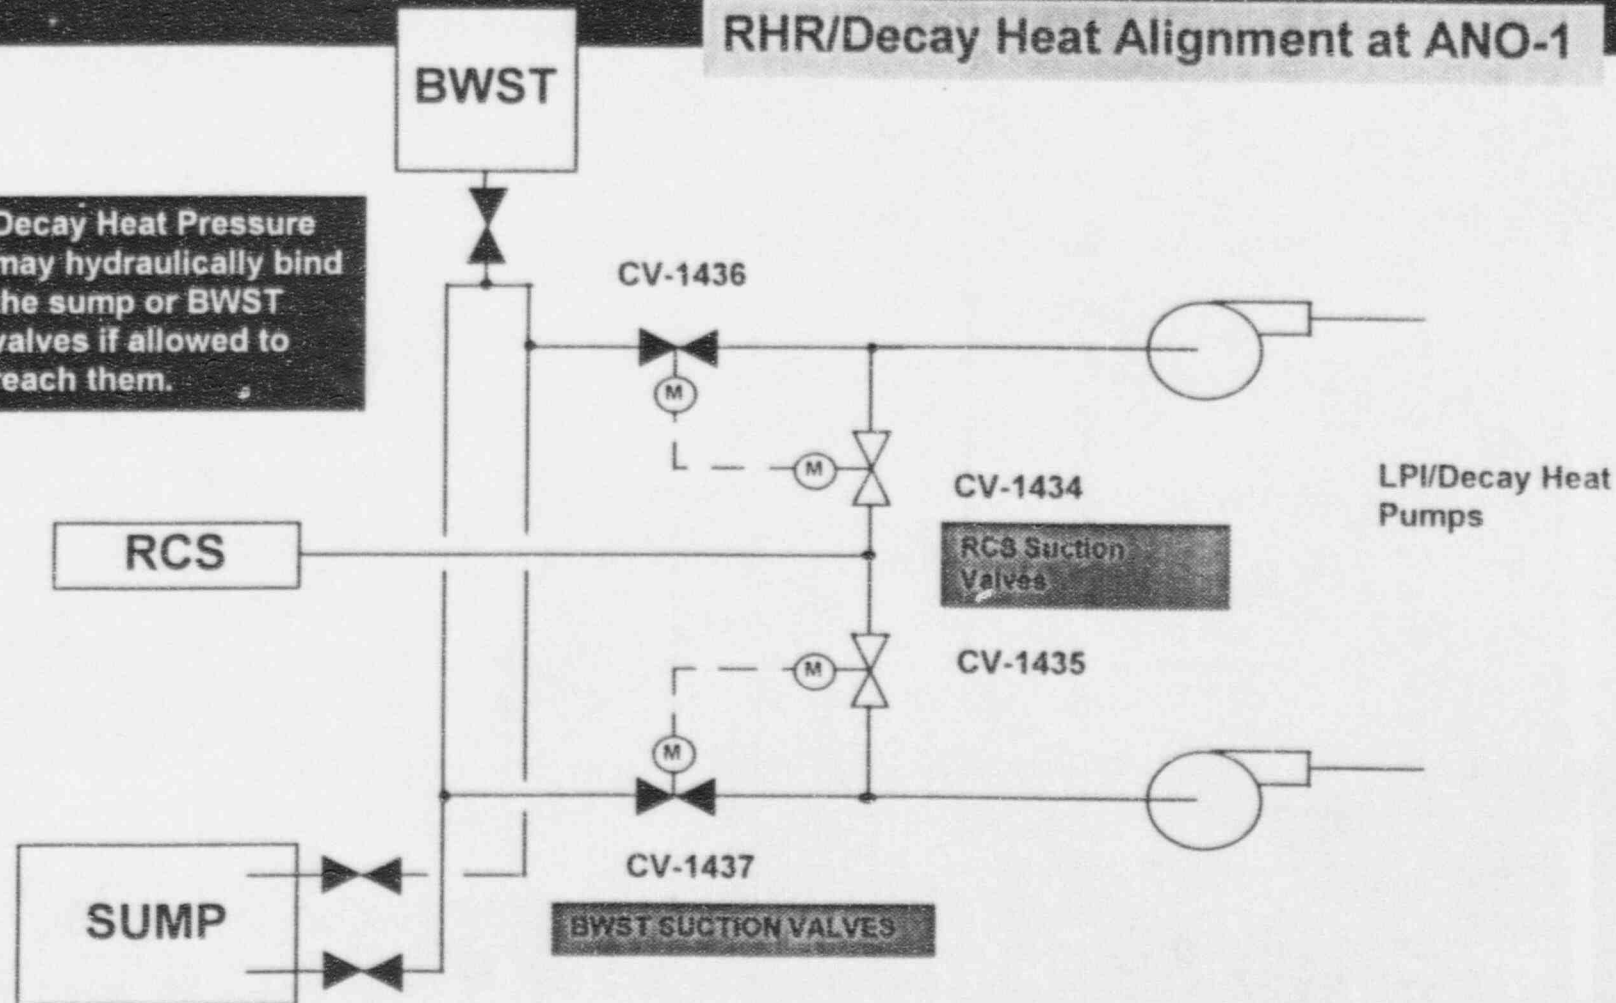 RHR/Decay Heat Alignment at ANO-1
BWST
Decay Heat Pressure
may hydraulically bind
the sump or BWST
valves if allowed to
reach them.
CV-1436
M
M
CV-1434
RCS Suction
Valves
LPI/Decay Heat
Pumps
RCS
M
CV-1435
M
CV-1437
BWST SUCTION VALVES
SUMP